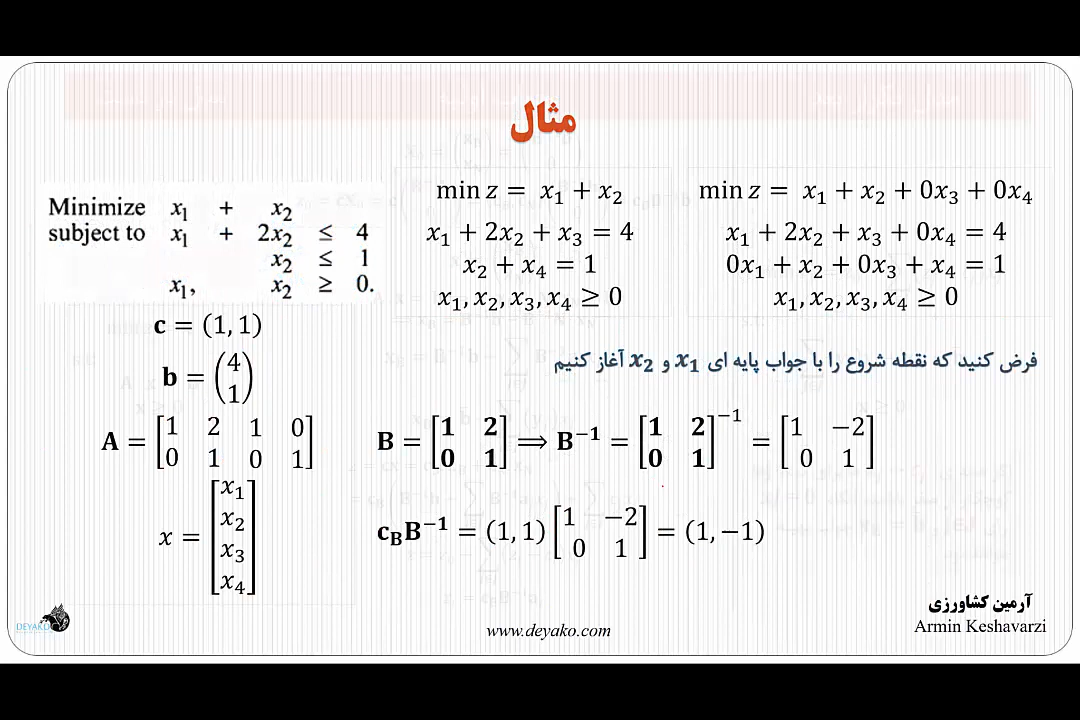 مثال
Minimize x₁ + x₂
subject to x₁ + 2x₂ ≤ 4
x₂ ≤ 1
x₁, x₂ ≥ 0.
min z = x₁ + x₂
x₁ + 2x₂ + x₃ = 4
x₂ + x₄ = 1
x₁, x₂, x₃, x₄ ≥ 0
min z = x₁ + x₂ + 0x₃ + 0x₄
x₁ + 2x₂ + x₃ + 0x₄ = 4
0x₁ + x₂ + 0x₃ + x₄ = 1
x₁, x₂, x₃, x₄ ≥ 0
c = (1, 1)
b = (4
1)
فرض کنید که نقطه شروع را با جواب پایه ای x₁ و x₂ آغاز کنیم
A = [1 2 1 0
0 1 0 1]
B = [1 2
0 1] ⟹ B⁻¹ = [1 2
0 1]⁻¹ = [1 −2
0 1]
x = [x₁
x₂
x₃
x₄]
c_B B⁻¹ = (1, 1) [1 −2
0 1] = (1, −1)
DEYAKO
www.deyako.com
آرمین کشاورزی
Armin Keshavarzi